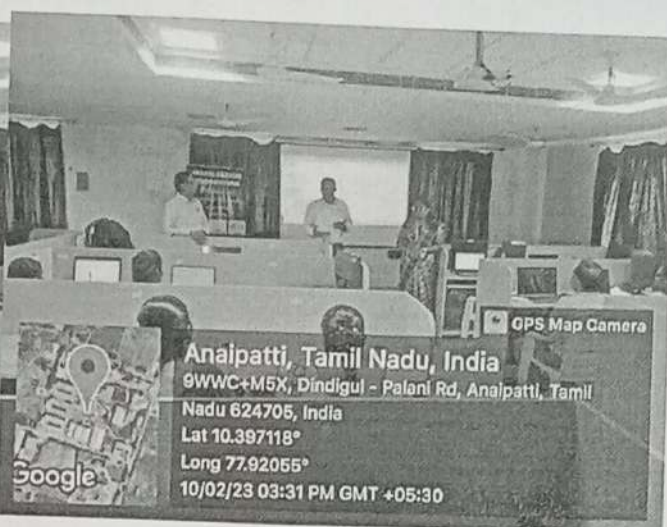 GPS Map Camera
Anaipatti, Tamil Nadu, India
9WWC+M5X, Dindigul - Palani Rd, Anaipatti, Tamil
Nadu 624705, India
Lat 10.397118°
Long 77.92055°
10/02/23 03:31 PM GMT +05:30
Google